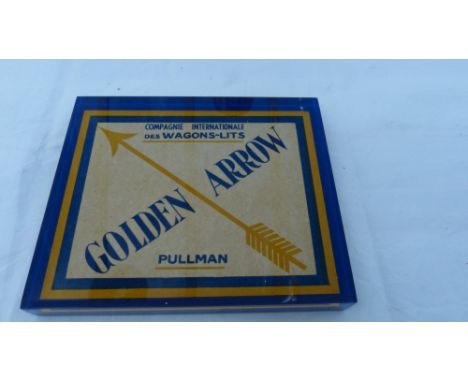 COMPAGNIE INTERNATIONALE
DES WAGONS-LITS
GOLDEN ARROW
PULLMAN